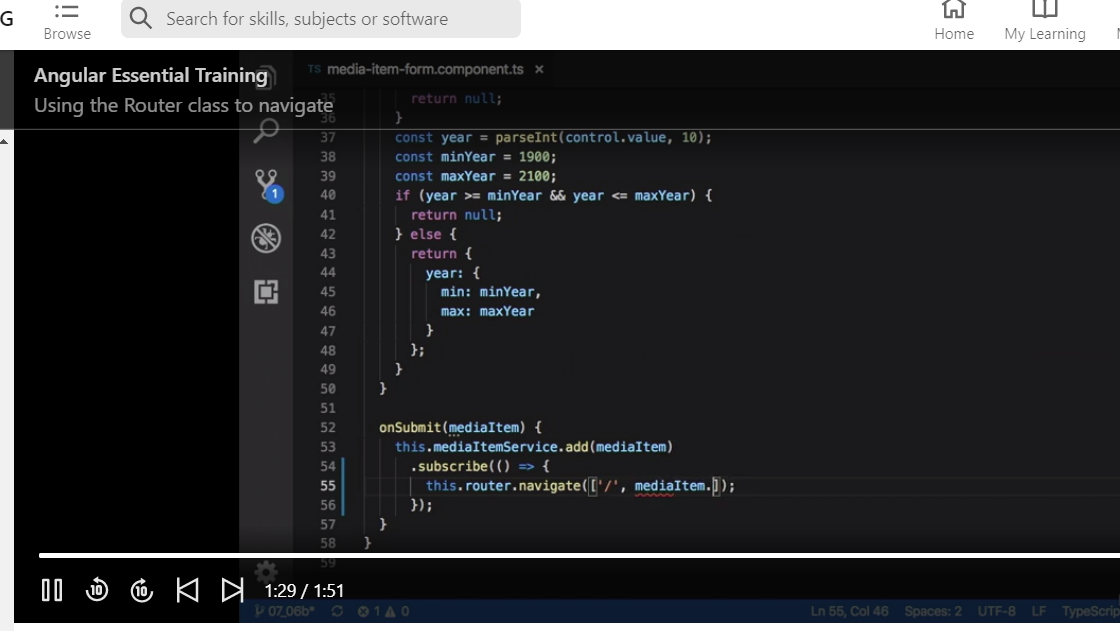 G
Browse
Search for skills, subjects or software
Home
My Learning
Angular Essential Training
Using the Router class to navigate
TS media-item-form.component.ts ×
35 return null;
36 }
37 const year = parseInt(control.value, 10);
38 const minYear = 1900;
39 const maxYear = 2100;
40 if (year >= minYear && year <= maxYear) {
41 return null;
42 } else {
43 return {
44 year: {
45 min: minYear,
46 max: maxYear
47 }
48 };
49 }
50 }
51
52 onSubmit(mediaItem) {
53 this.mediaItemService.add(mediaItem)
54 .subscribe(() => {
55 this.router.navigate(['/', mediaItem.]);
56 });
57 }
58 }
59
1
10
10
1:29 / 1:51
07_06b* 1 0
Ln 55, Col 46 Spaces: 2 UTF-8 LF TypeScrip